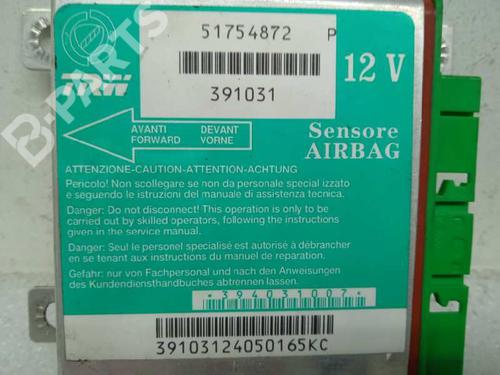 51754872 P
391031
TRW
12 V
AVANTI DEVANT
FORWARD VORNE
Sensore
AIRBAG
ATTENZIONE-CAUTION-ATTENTION-ACHTUNG
Pericolo! Non scollegare se non da personale special izzato
e seguendo le istruzioni del manuale di assistenza tecnica.
Danger: Do not disconnect! This operation is only to be
carried by skilled operators, following the instructions
given in the service manual.
Danger: Seul le personel spécialisé est autorisé à débrancher
en se tenant aux instructions du manuel de reparation.
Gefahr: nur von Fachpersonal und nach den Anweisungen
des Kundendiensthandbuches abtrennen lassen.
*394031007*
39103124050165KC
B-PARTS